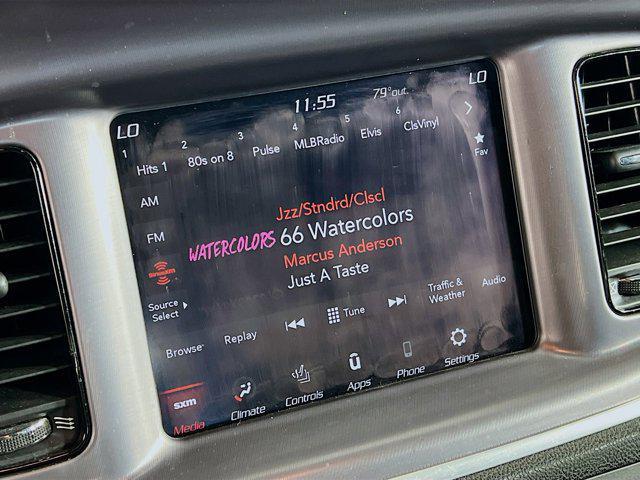 LO 11:55 79° out. LO
1 Hits 1 2 80s on 8 3 Pulse 4 MLBRadio 5 Elvis 6 ClsVinyl
Fav
AM
FM
SiriusXM
Source
Select
Jzz/Stndrd/Clscl
WATERCOLORS 66 Watercolors
Marcus Anderson
Just A Taste
Browse Replay Tune Traffic &
Weather Audio
sxm
Media Climate Controls Apps Phone Settings